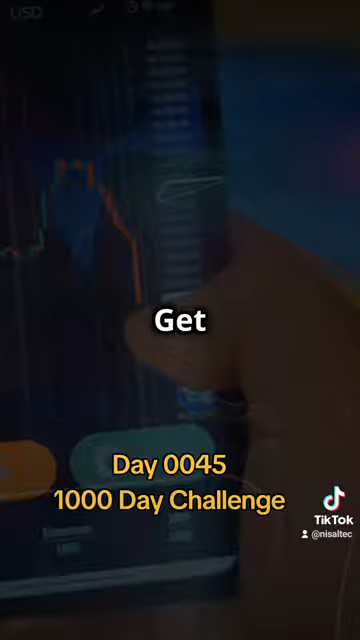 USD
Get
Day 0045
1000 Day Challenge
TikTok
@nisaltec